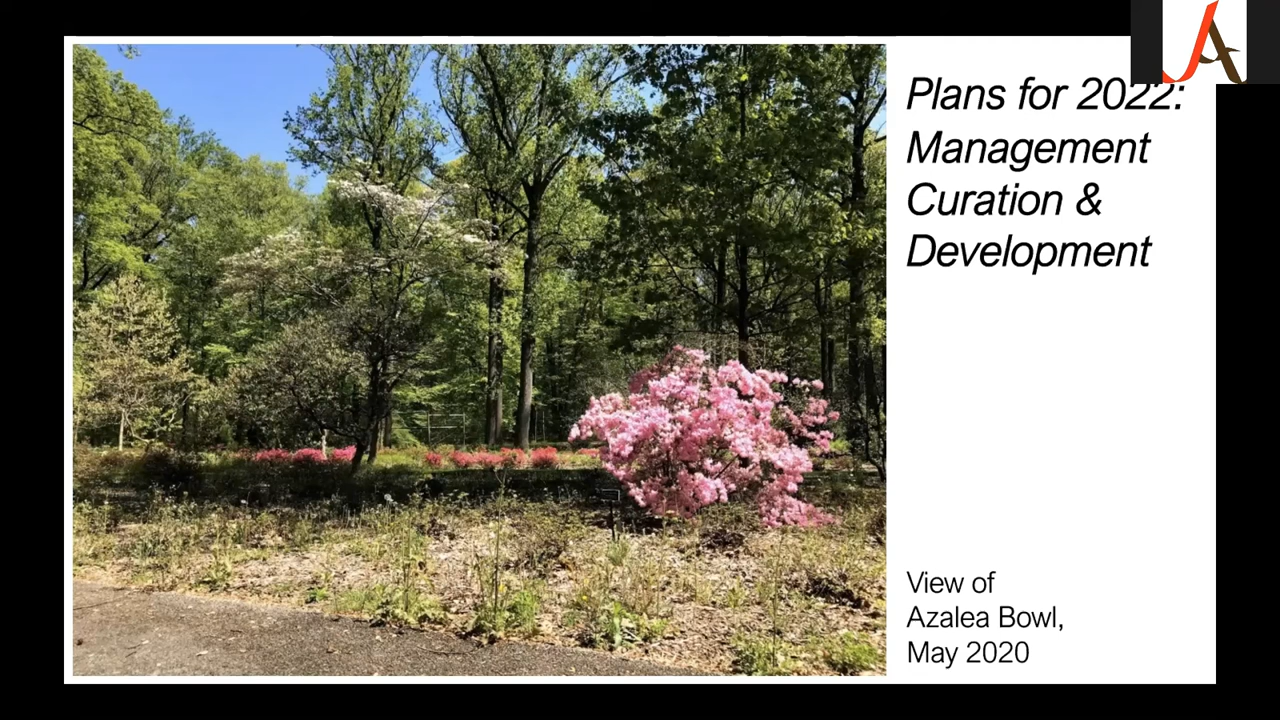 Plans for 2022:
Management
Curation &
Development
View of
Azalea Bowl,
May 2020